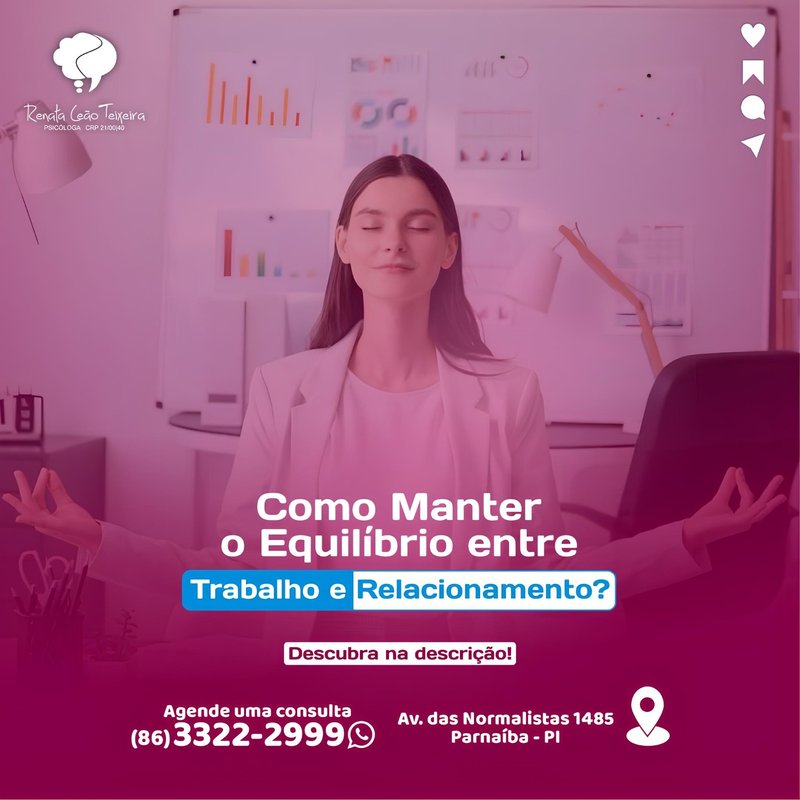 Renata Leão Teixeira
PSICÓLOGA CRP 21/00140
Como Manter
o Equilíbrio entre
Trabalho e Relacionamento?
Descubra na descrição!
Agende uma consulta
(86) 3322-2999
Av. das Normalistas 1485
Parnaíba - PI